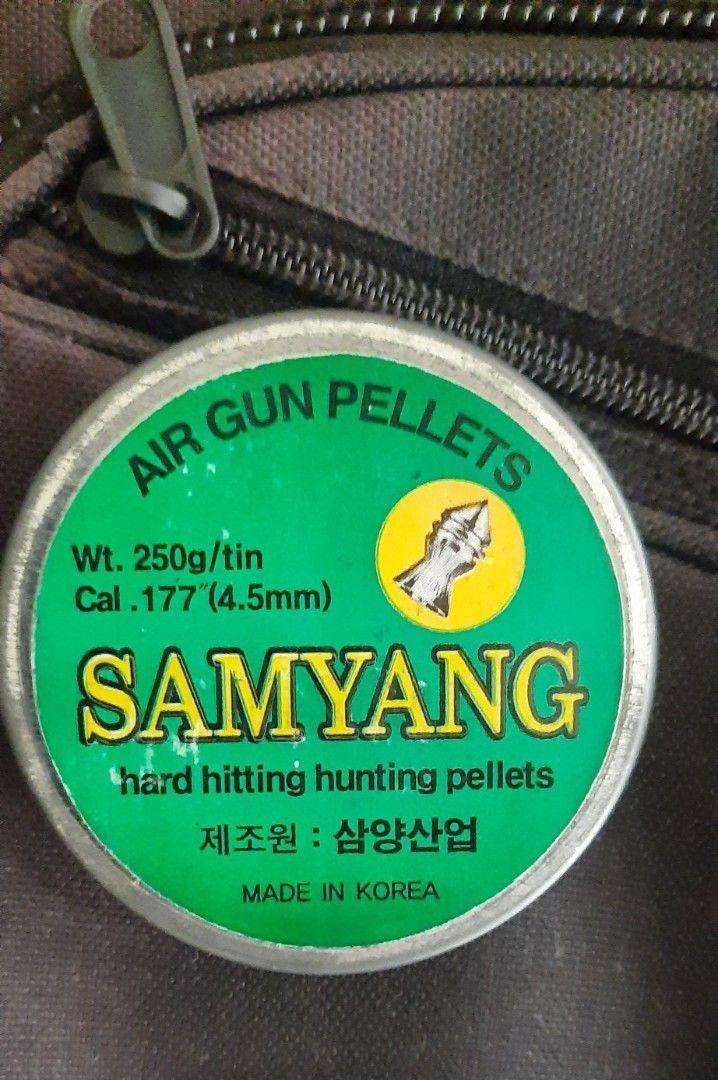 AIR GUN PELLETS
Wt. 250g/tin
Cal .177"(4.5mm)
SAMYANG
hard hitting hunting pellets
제조원 : 삼양산업
MADE IN KOREA